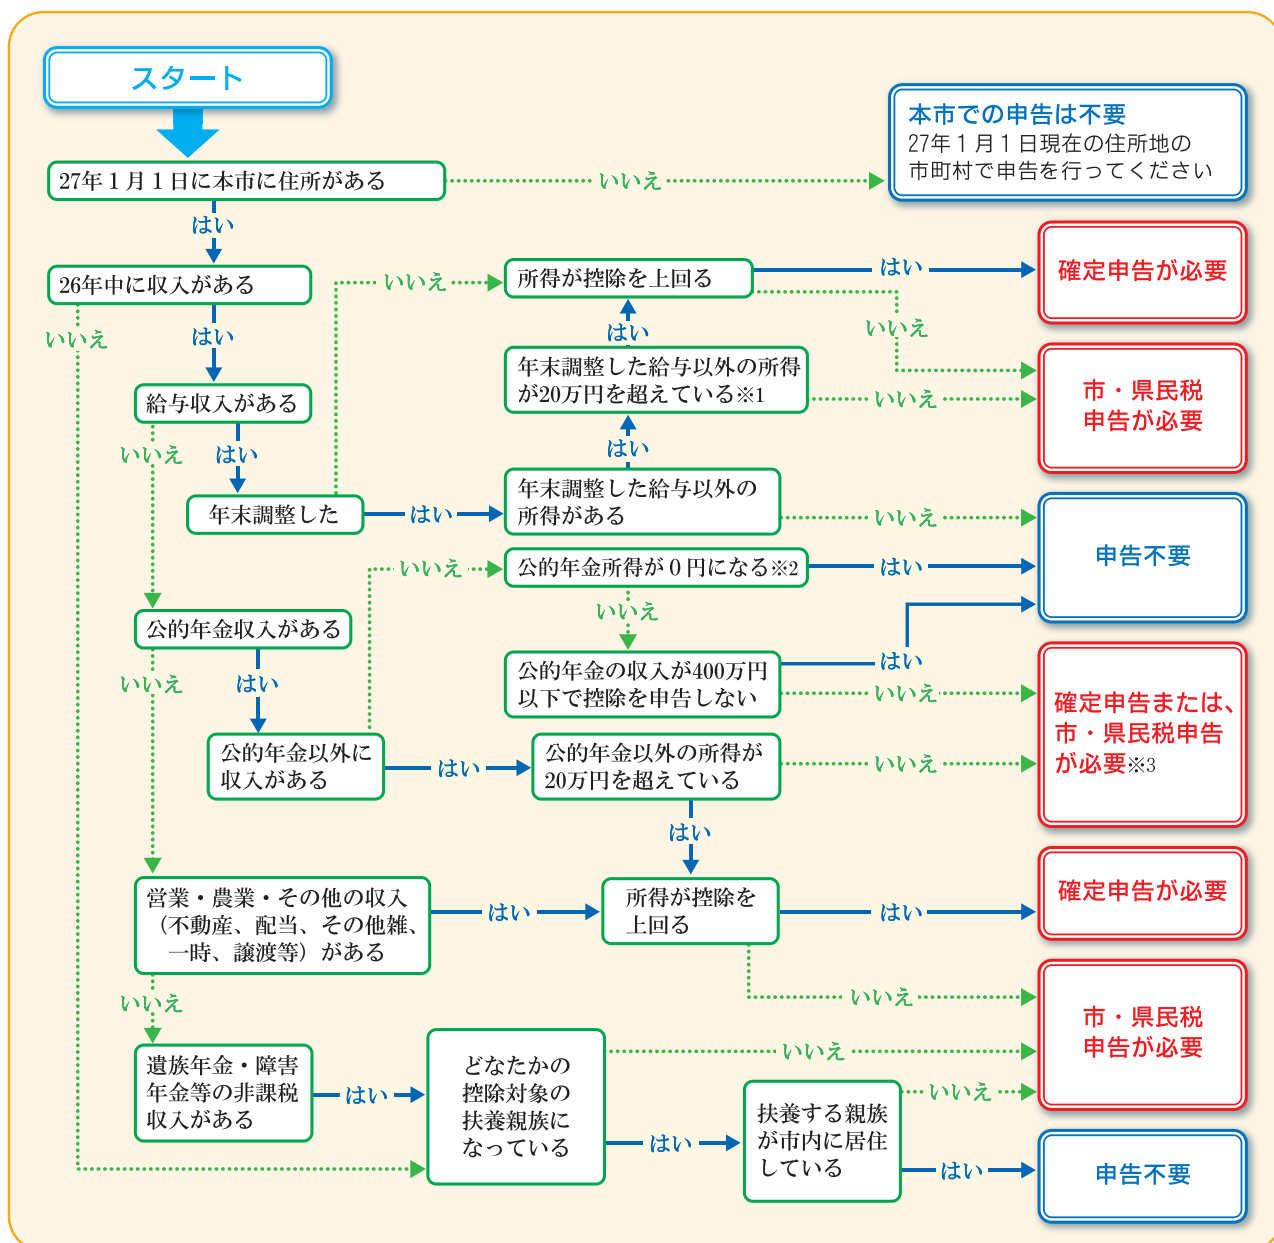 スタート
本市での申告は不要
27年1月1日現在の住所地の
市町村で申告を行ってください
27年1月1日に本市に住所がある
いいえ
はい
26年中に収入がある
いいえ
はい
いいえ
所得が控除を上回る
はい
確定申告が必要
いいえ
はい
年末調整した給与以外の所得
が20万円を超えている※1
いいえ
市・県民税
申告が必要
給与収入がある
いいえ
はい
はい
年末調整した
はい
年末調整した給与以外の
所得がある
いいえ
申告不要
いいえ
公的年金所得が0円になる※2
はい
いいえ
公的年金収入がある
いいえ
はい
公的年金の収入が400万円
以下で控除を申告しない
はい
いいえ
確定申告または、
市・県民税申告
が必要※3
公的年金以外に
収入がある
はい
公的年金以外の所得が
20万円を超えている
いいえ
はい
営業・農業・その他の収入
（不動産、配当、その他雑、
一時、譲渡等）がある
はい
所得が控除を
上回る
はい
確定申告が必要
いいえ
いいえ
市・県民税
申告が必要
遺族年金・障害
年金等の非課税
収入がある
はい
どなたかの
控除対象の
扶養親族に
なっている
いいえ
はい
扶養する親族
が市内に居住
している
いいえ
はい
申告不要